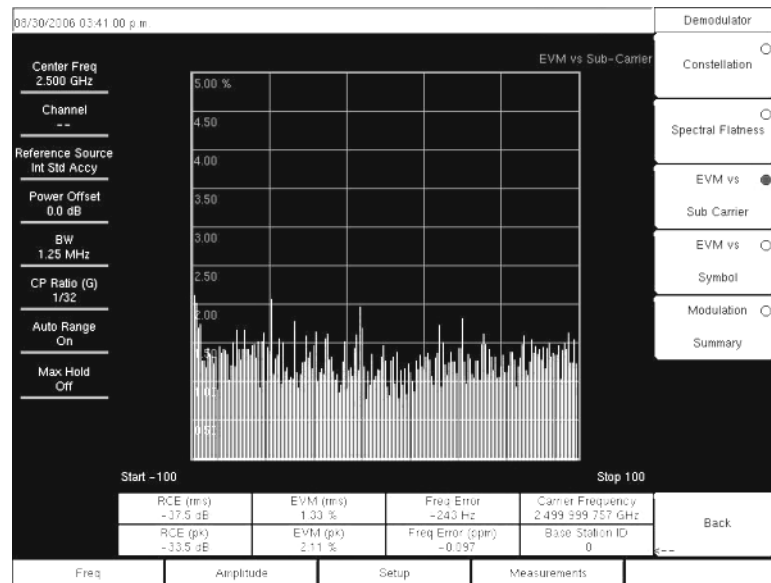 08/30/2006 03:41:00 p m
Demodulator
Center Freq
2.500 GHz
Channel
--
Reference Source
Int Std Accy
Power Offset
0.0 dB
BW
1.25 MHz
CP Ratio (G)
1/32
Auto Range
On
Max Hold
Off
EVM vs Sub-Carrier
5.00 %
4.50
4.00
3.50
3.00
2.50
2.00
1.50
1.00
0.50
Start -100
Stop 100
Constellation
Spectral Flatness
EVM vs
Sub Carrier
EVM vs
Symbol
Modulation
Summary
Back
<--
RCE (rms)
-37.5 dB
EVM (rms)
1.33 %
Freq Error
-243 Hz
Carrier Frequency
2.499 999 757 GHz
RCE (pk)
-33.5 dB
EVM (pk)
2.11 %
Freq Error (ppm)
-0.097
Base Station ID
0
Freq
Amplitude
Setup
Measurements